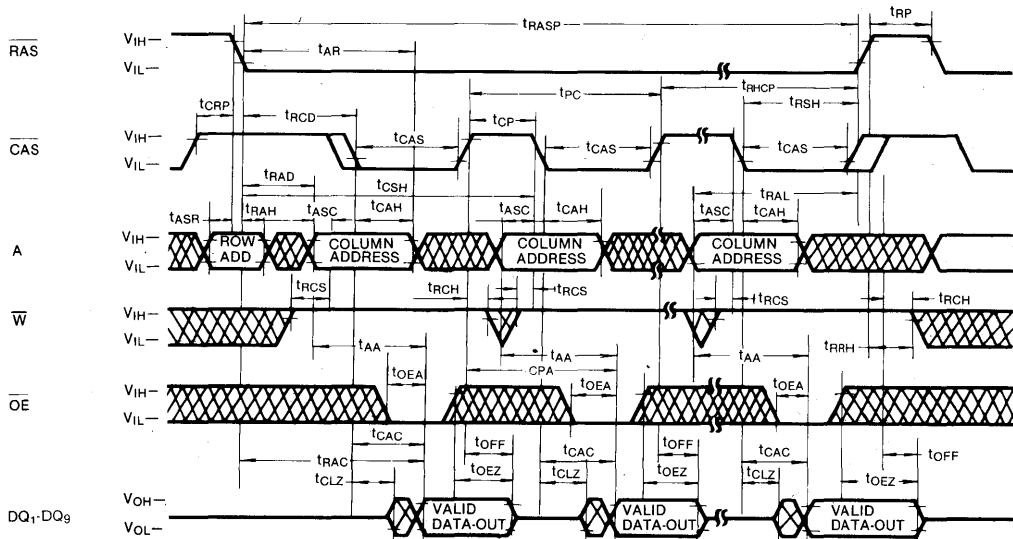 tRASP
tRP
RAS
VIH
VIL
tAR
tPC
tRHCP
tRSH
tCRP
tRCD
tCP
CAS
VIH
VIL
tCAS
tCAS
tCAS
tRAD
tCSH
tRAL
tASR
tRAH
tASC
tCAH
tASC
tCAH
tASC
tCAH
A
VIH
VIL
ROW ADD
COLUMN ADDRESS
COLUMN ADDRESS
COLUMN ADDRESS
tRCS
tRCH
tRCS
tRCS
tRCH
W
VIH
VIL
tAA
tAA
tAA
tRRH
CPA
tOEA
tOEA
tOEA
OE
VIH
VIL
tCAC
tOFF
tCAC
tOFF
tCAC
tOFF
tRAC
tCLZ
tOEZ
tCLZ
tOEZ
tCLZ
tOEZ
DQ1-DQ9
VOH
VOL
VALID DATA-OUT
VALID DATA-OUT
VALID DATA-OUT